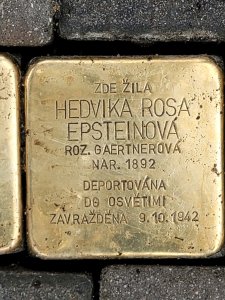 ZDE ŽILA
HEDVIKA ROSA
EPSTEINOVÁ
ROZ. GAERTNEROVÁ
NAR. 1892
DEPORTOVÁNA
DO OSVĚTIMI
ZAVRAŽDĚNA 9.10.1942